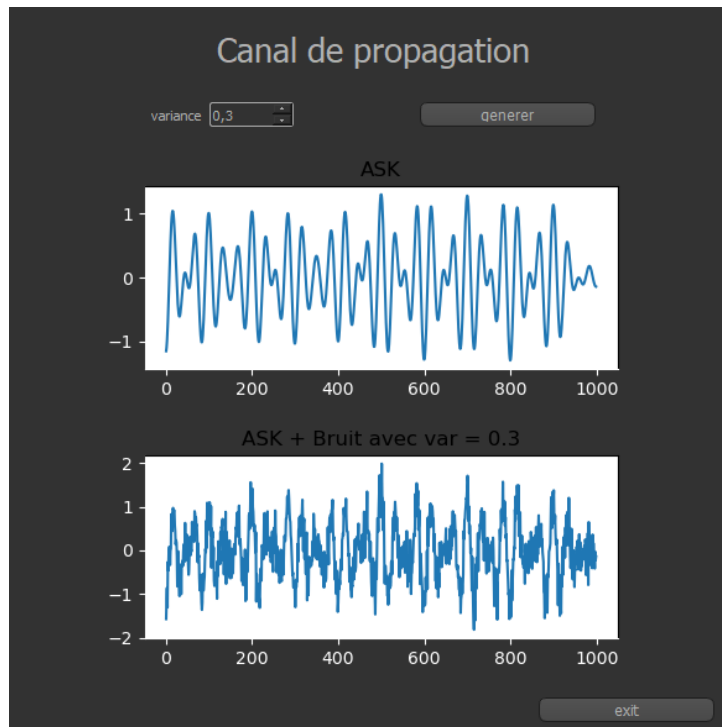 Canal de propagation
variance 0,3 generer
ASK
1
0
−1
0 200 400 600 800 1000
ASK + Bruit avec var = 0.3
2
1
0
−1
−2
0 200 400 600 800 1000
exit